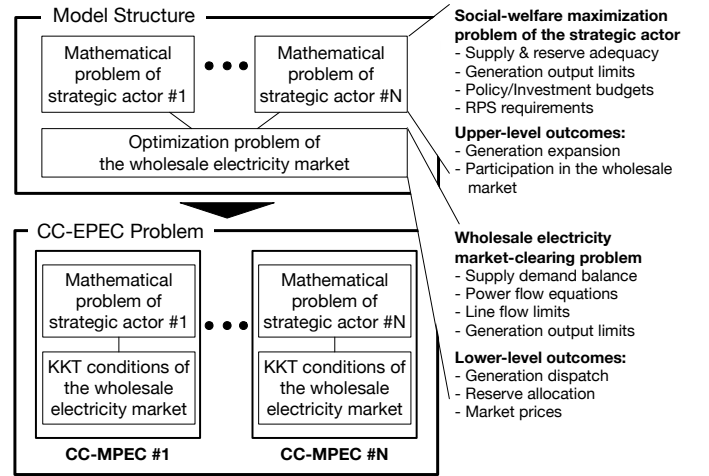 Model Structure
Mathematical
problem of
strategic actor #1
Mathematical
problem of
strategic actor #N
Optimization problem of
the wholesale electricity market
CC-EPEC Problem
Mathematical
problem of
strategic actor #1
Mathematical
problem of
strategic actor #N
KKT conditions of
the wholesale
electricity market
KKT conditions of
the wholesale
electricity market
CC-MPEC #1
CC-MPEC #N
Social-welfare maximization
problem of the strategic actor
- Supply & reserve adequacy
- Generation output limits
- Policy/Investment budgets
- RPS requirements
Upper-level outcomes:
- Generation expansion
- Participation in the wholesale
market
Wholesale electricity
market-clearing problem
- Supply demand balance
- Power flow equations
- Line flow limits
- Generation output limits
Lower-level outcomes:
- Generation dispatch
- Reserve allocation
- Market prices